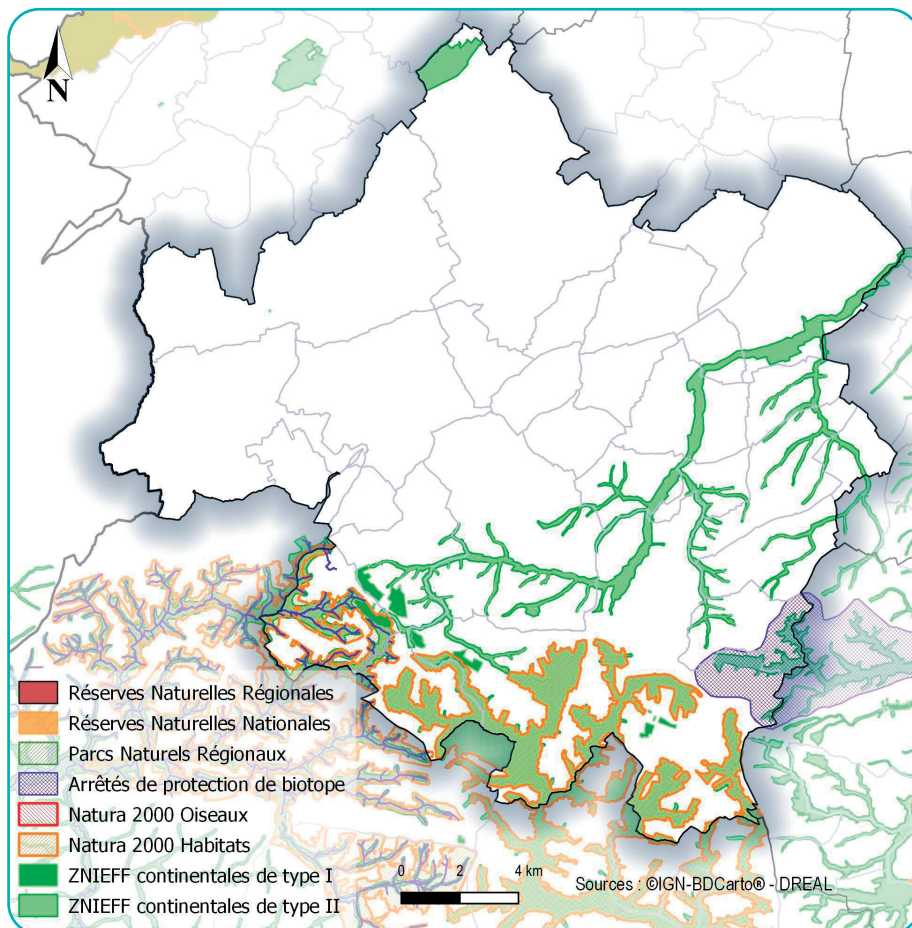 N
Réserves Naturelles Régionales
Réserves Naturelles Nationales
Parcs Naturels Régionaux
Arrêtés de protection de biotope
Natura 2000 Oiseaux
Natura 2000 Habitats
ZNIEFF continentales de type I
ZNIEFF continentales de type II
0 2 4 km
Sources : ©IGN-BDCarto® - DREAL